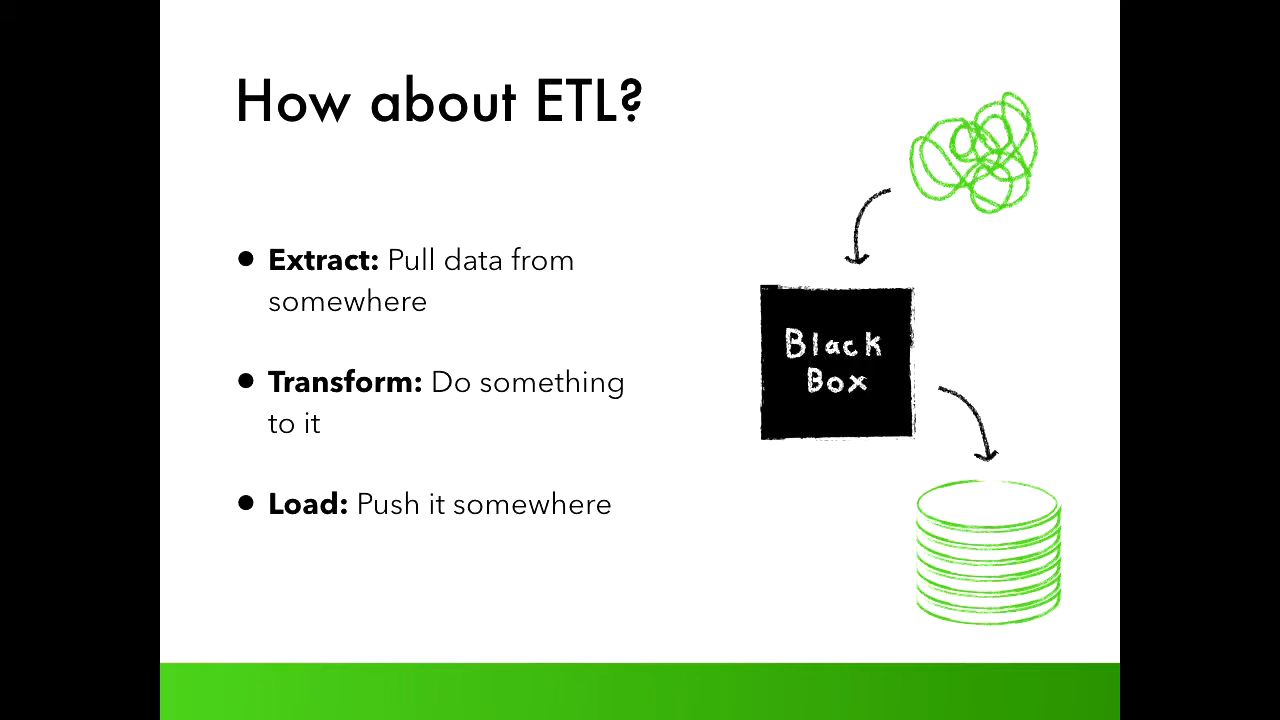 How about ETL?
● Extract: Pull data from
somewhere
● Transform: Do something
to it
● Load: Push it somewhere
Black
Box